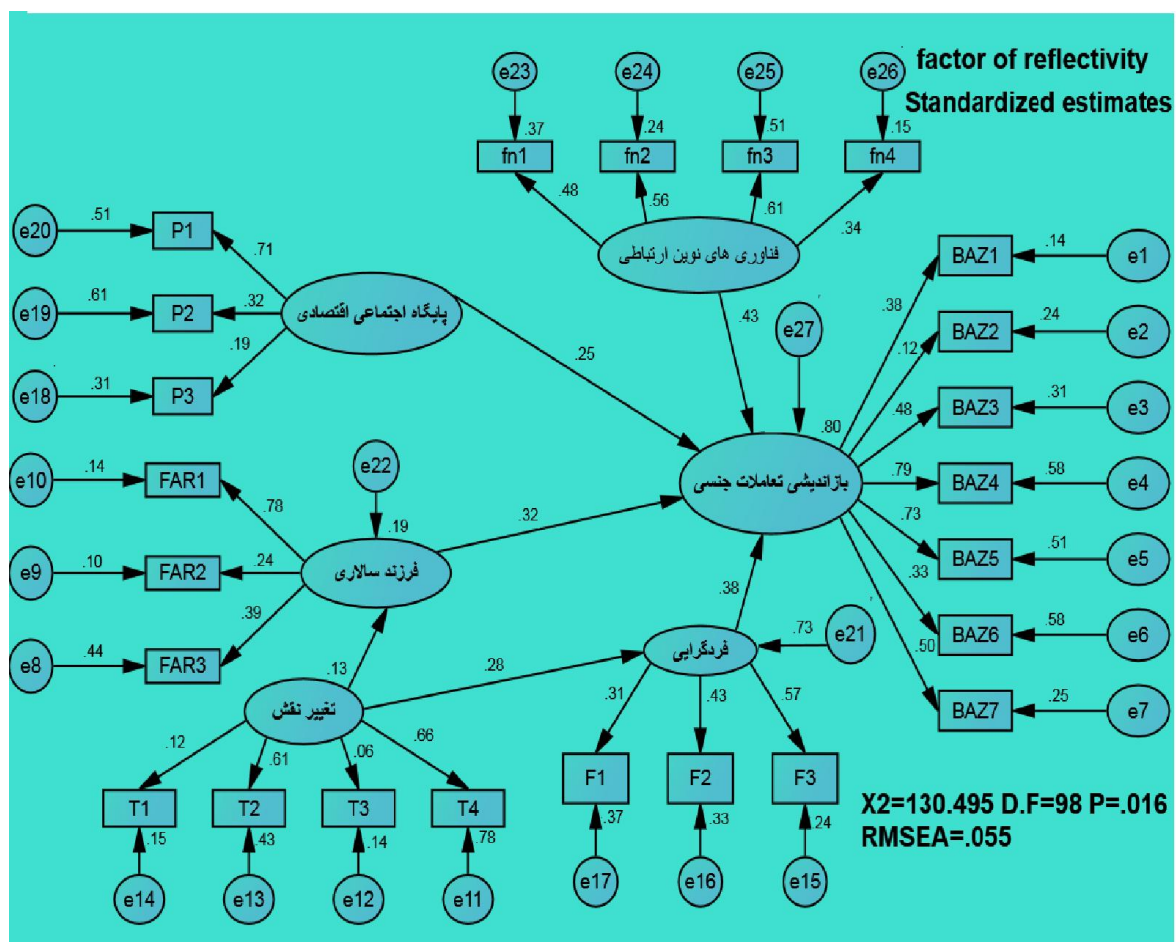 factor of reflectivity
Standardized estimates
e23
e24
e25
e26
.37
.24
.51
.15
fn1
fn2
fn3
fn4
.48
.56
.61
.34
فناوری های نوین ارتباطی
.43
e20
.51
P1
.71
e19
.61
P2
.32
e18
.31
P3
.19
پایگاه اجتماعی اقتصادی
.25
e27
.80
بازاندیشی تعاملات جنسی
BAZ1
.14
e1
.38
BAZ2
.24
e2
.12
BAZ3
.31
e3
.48
BAZ4
.58
e4
.79
BAZ5
.51
e5
.73
BAZ6
.58
e6
.33
BAZ7
.25
e7
.50
e10
.14
FAR1
.78
e9
.10
FAR2
.24
e8
.44
FAR3
.39
e22
.19
فرزند سالاری
.32
.13
تغییر نقش
.28
.38
فردگرایی
.73
e21
.12
.61
.06
.66
T1
T2
T3
T4
.15
.43
.14
.78
e14
e13
e12
e11
.31
.43
.57
F1
F2
F3
.37
.33
.24
e17
e16
e15
X2=130.495 D.F=98 P=.016
RMSEA=.055